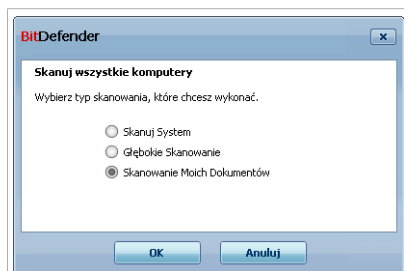 BitDefender
Skanuj wszystkie komputery
Wybierz typ skanowania, które chcesz wykonać.
Skanuj System
Głębokie Skanowanie
Skanowanie Moich Dokumentów
OK
Anuluj